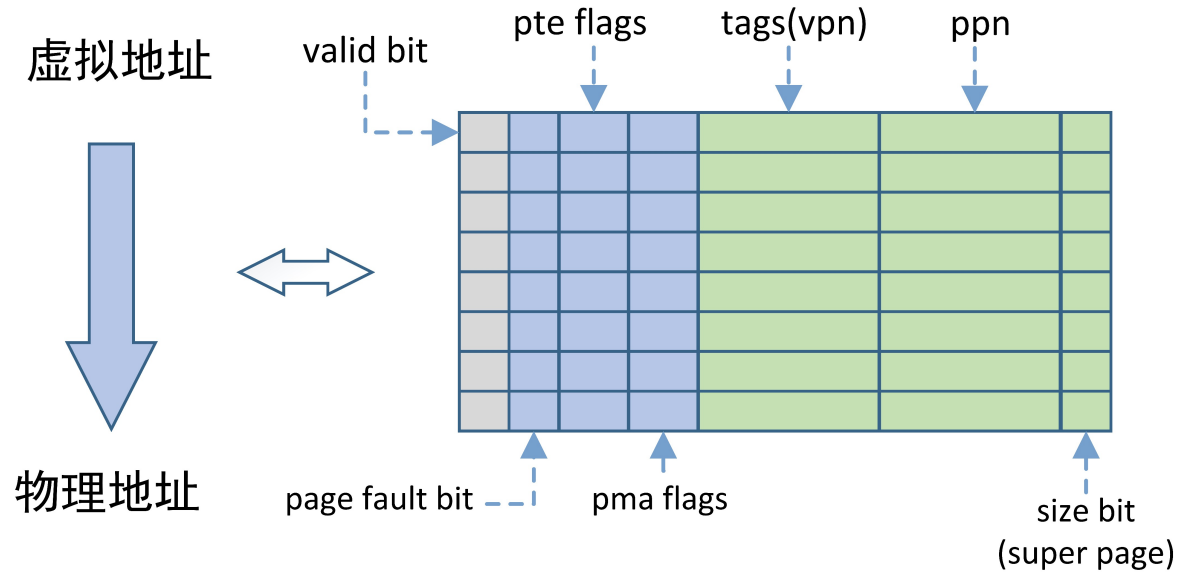 虚拟地址
valid bit
pte flags
tags(vpn)
ppn
物理地址
page fault bit
pma flags
size bit
(super page)